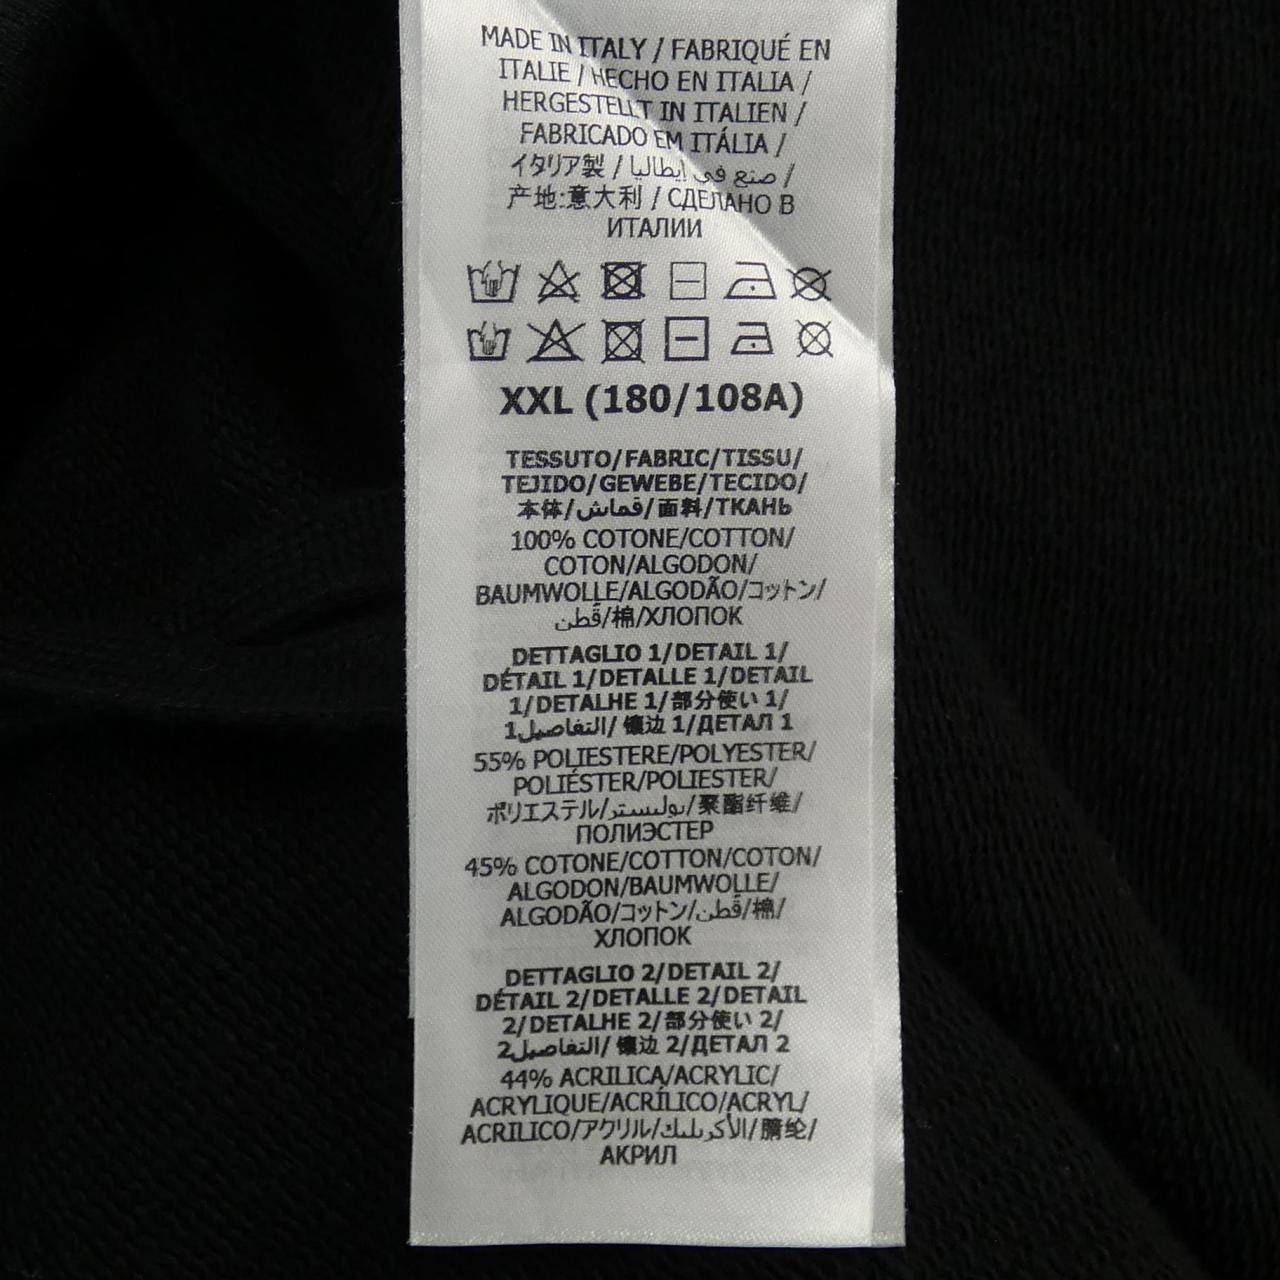 MADE IN ITALY / FABRIQUÉ EN
ITALIE / HECHO EN ITALIA /
HERGESTELLT IN ITALIEN /
FABRICADO EM ITÁLIA /
イタリア製 / صنع في إيطاليا /
产地:意大利 / СДЕЛАНО В
ИТАЛИИ
XXL (180/108A)
TESSUTO/FABRIC/TISSU/
TEJIDO/GEWEBE/TECIDO/
本体/قماش/面料/ТКАНЬ
100% COTONE/COTTON/
COTON/ALGODON/
BAUMWOLLE/ALGODÃO/コットン/
قُطن/棉/ХЛОПОК
DETTAGLIO 1/DETAIL 1/
DÉTAIL 1/DETALLE 1/DETAIL
1/DETALHE 1/部分使い 1/
التفاصيل1/ 镶边 1/ДЕТАЛ 1
55% POLIESTERE/POLYESTER/
POLIÉSTER/POLIESTER/
ポリエステル/بوليستر/聚酯纤维/
ПОЛИЭСТЕР
45% COTONE/COTTON/COTON/
ALGODON/BAUMWOLLE/
ALGODÃO/コットン/قُطن/棉/
ХЛОПОК
DETTAGLIO 2/DETAIL 2/
DÉTAIL 2/DETALLE 2/DETAIL
2/DETALHE 2/部分使い 2/
التفاصيل2/ 镶边 2/ДЕТАЛ 2
44% ACRILICA/ACRYLIC/
ACRYLIQUE/ACRÍLICO/ACRYL/
ACRILICO/アクリル/الأكريليك/腈纶/
АКРИЛ